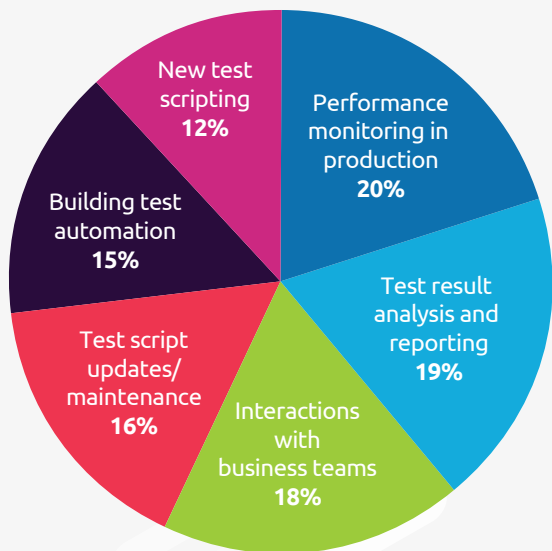 New test
scripting
12%
Performance
monitoring in
production
20%
Building test
automation
15%
Test result
analysis and
reporting
19%
Test script
updates/
maintenance
16%
Interactions
with
business teams
18%